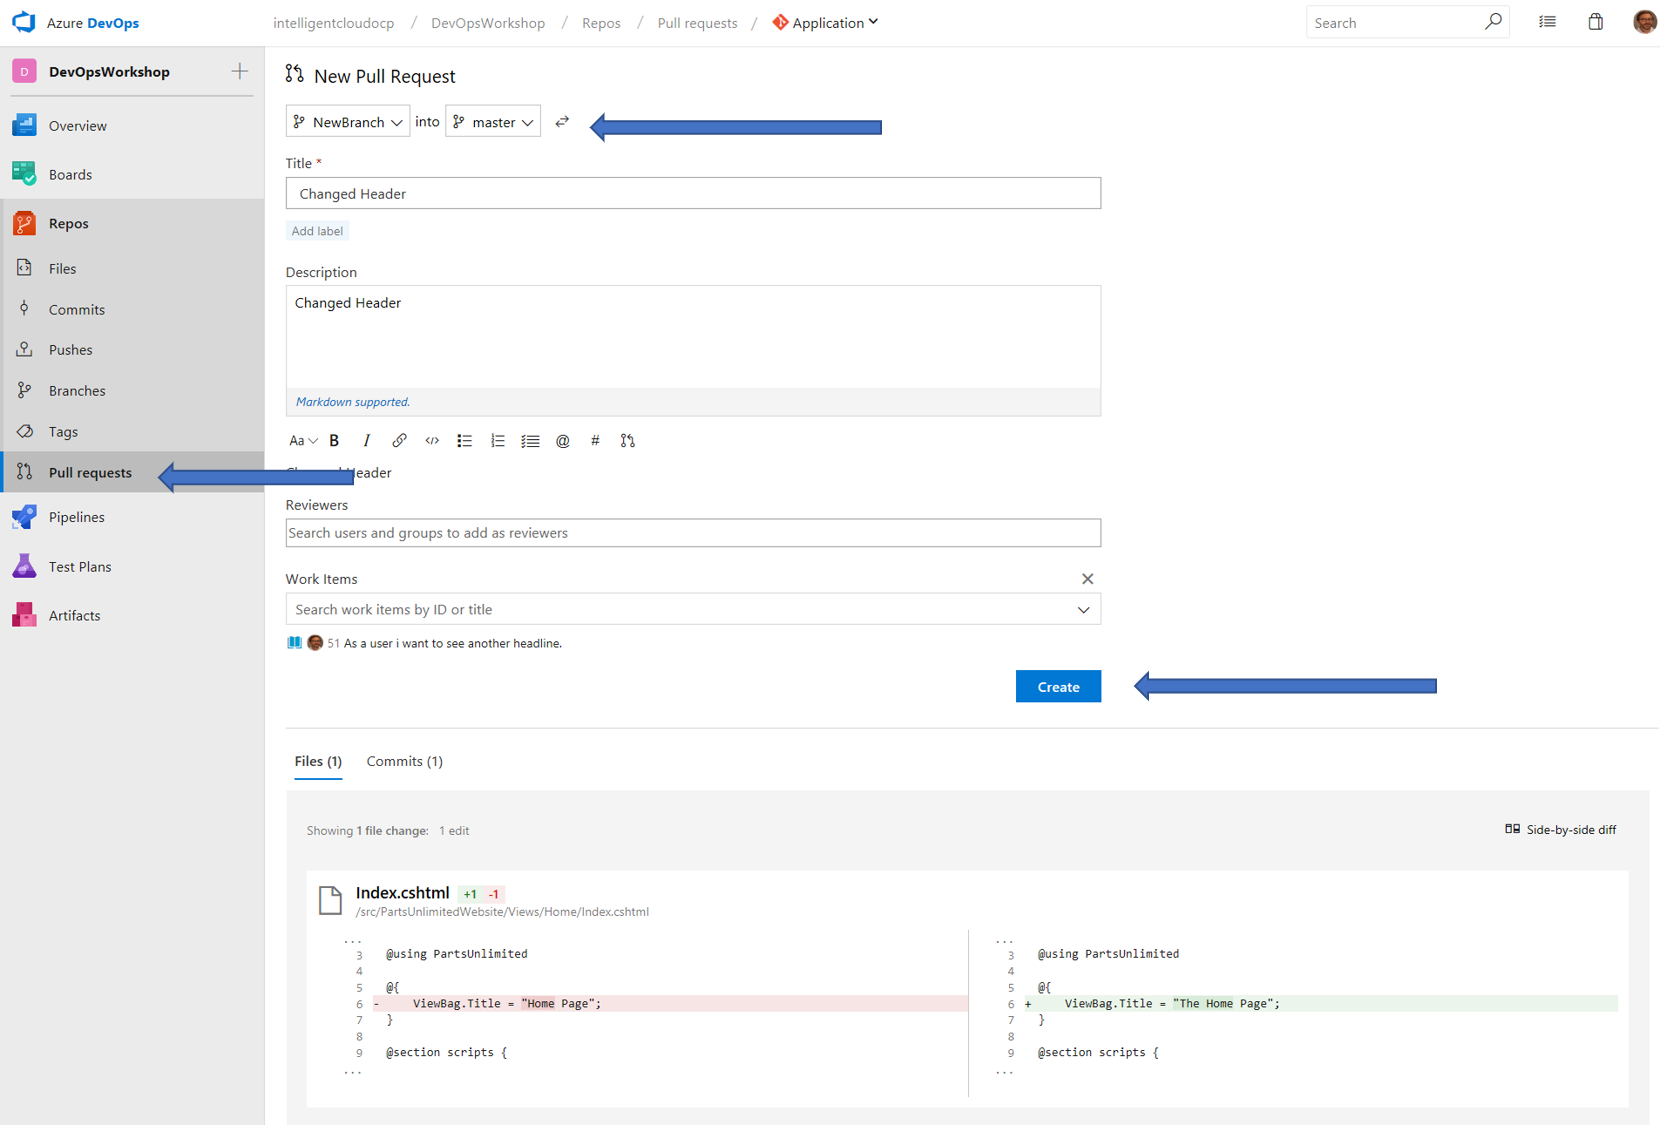 Azure DevOps
intelligentcloudocp / DevOpsWorkshop / Repos / Pull requests / Application
Search
D DevOpsWorkshop
Overview
Boards
Repos
Files
Commits
Pushes
Branches
Tags
Pull requests
Pipelines
Test Plans
Artifacts
New Pull Request
NewBranch into master
Title *
Changed Header
Add label
Description
Changed Header
Markdown supported.
Aa B I </> @ #
Header
Reviewers
Search users and groups to add as reviewers
Work Items
Search work items by ID or title
51 As a user i want to see another headline.
Create
Files (1) Commits (1)
Showing 1 file change: 1 edit
Side-by-side diff
Index.cshtml +1 -1
/src/PartsUnlimitedWebsite/Views/Home/Index.cshtml
...
3 @using PartsUnlimited
4
5 @{
6 - ViewBag.Title = "Home Page";
7 }
8
9 @section scripts {
...
...
3 @using PartsUnlimited
4
5 @{
6 + ViewBag.Title = "The Home Page";
7 }
8
9 @section scripts {
...